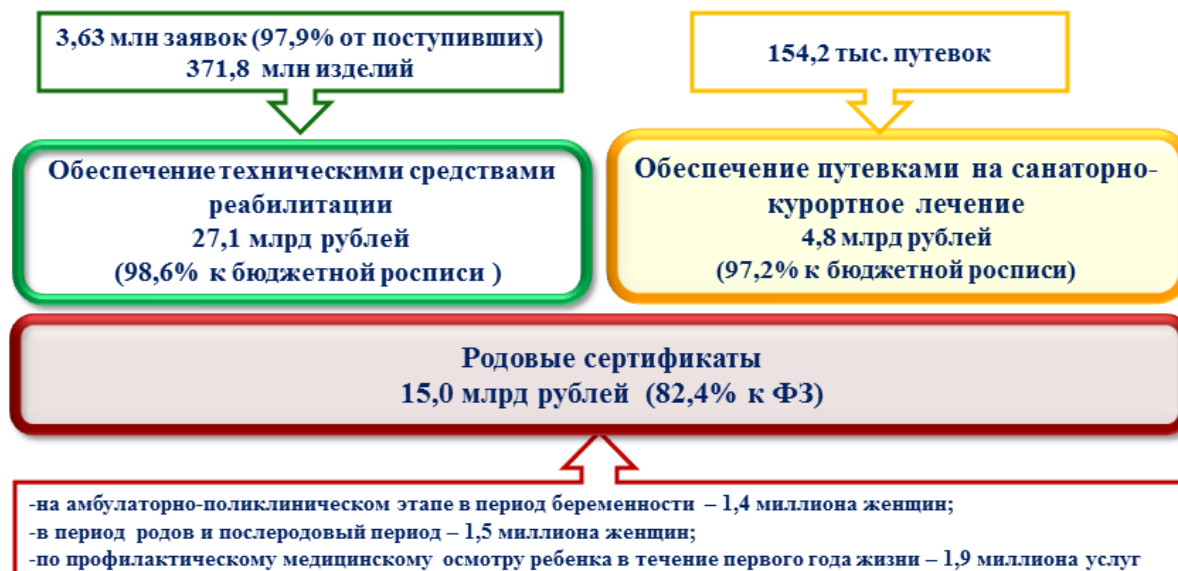 3,63 млн заявок (97,9% от поступивших)
371,8 млн изделий
154,2 тыс. путевок
Обеспечение техническими средствами
реабилитации
27,1 млрд рублей
(98,6% к бюджетной росписи )
Обеспечение путевками на санаторно-
курортное лечение
4,8 млрд рублей
(97,2% к бюджетной росписи)
Родовые сертификаты
15,0 млрд рублей (82,4% к ФЗ)
-на амбулаторно-поликлиническом этапе в период беременности – 1,4 миллиона женщин;
-в период родов и послеродовый период – 1,5 миллиона женщин;
-по профилактическому медицинскому осмотру ребенка в течение первого года жизни – 1,9 миллиона услуг